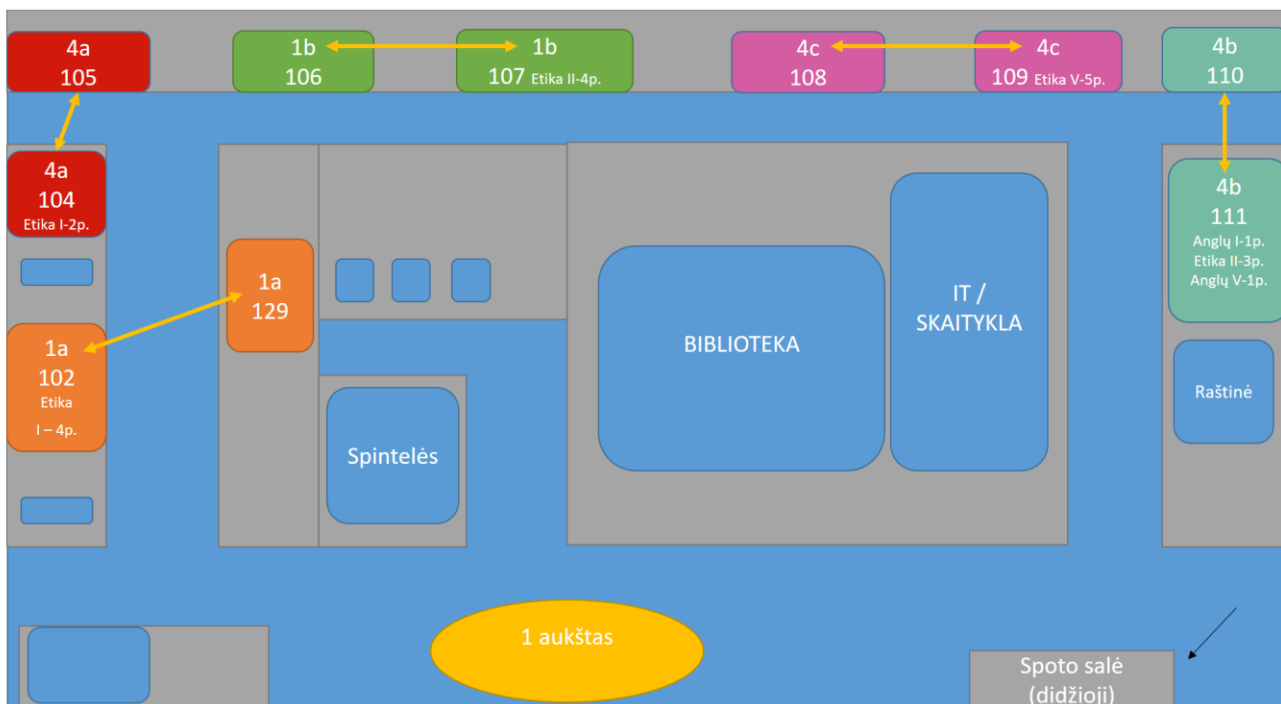 4a
105
1b
106
1b
107 Etika II-4p.
4c
108
4c
109 Etika V-5p.
4b
110
4a
104
Etika I-2p.
4b
111
Anglų I-1p.
Etika II-3p.
Anglų V-1p.
1a
129
1a
102
Etika
I – 4p.
BIBLIOTEKA
IT /
SKAITYKLA
Raštinė
Spintelės
1 aukštas
Spoto salė
(didžioji)